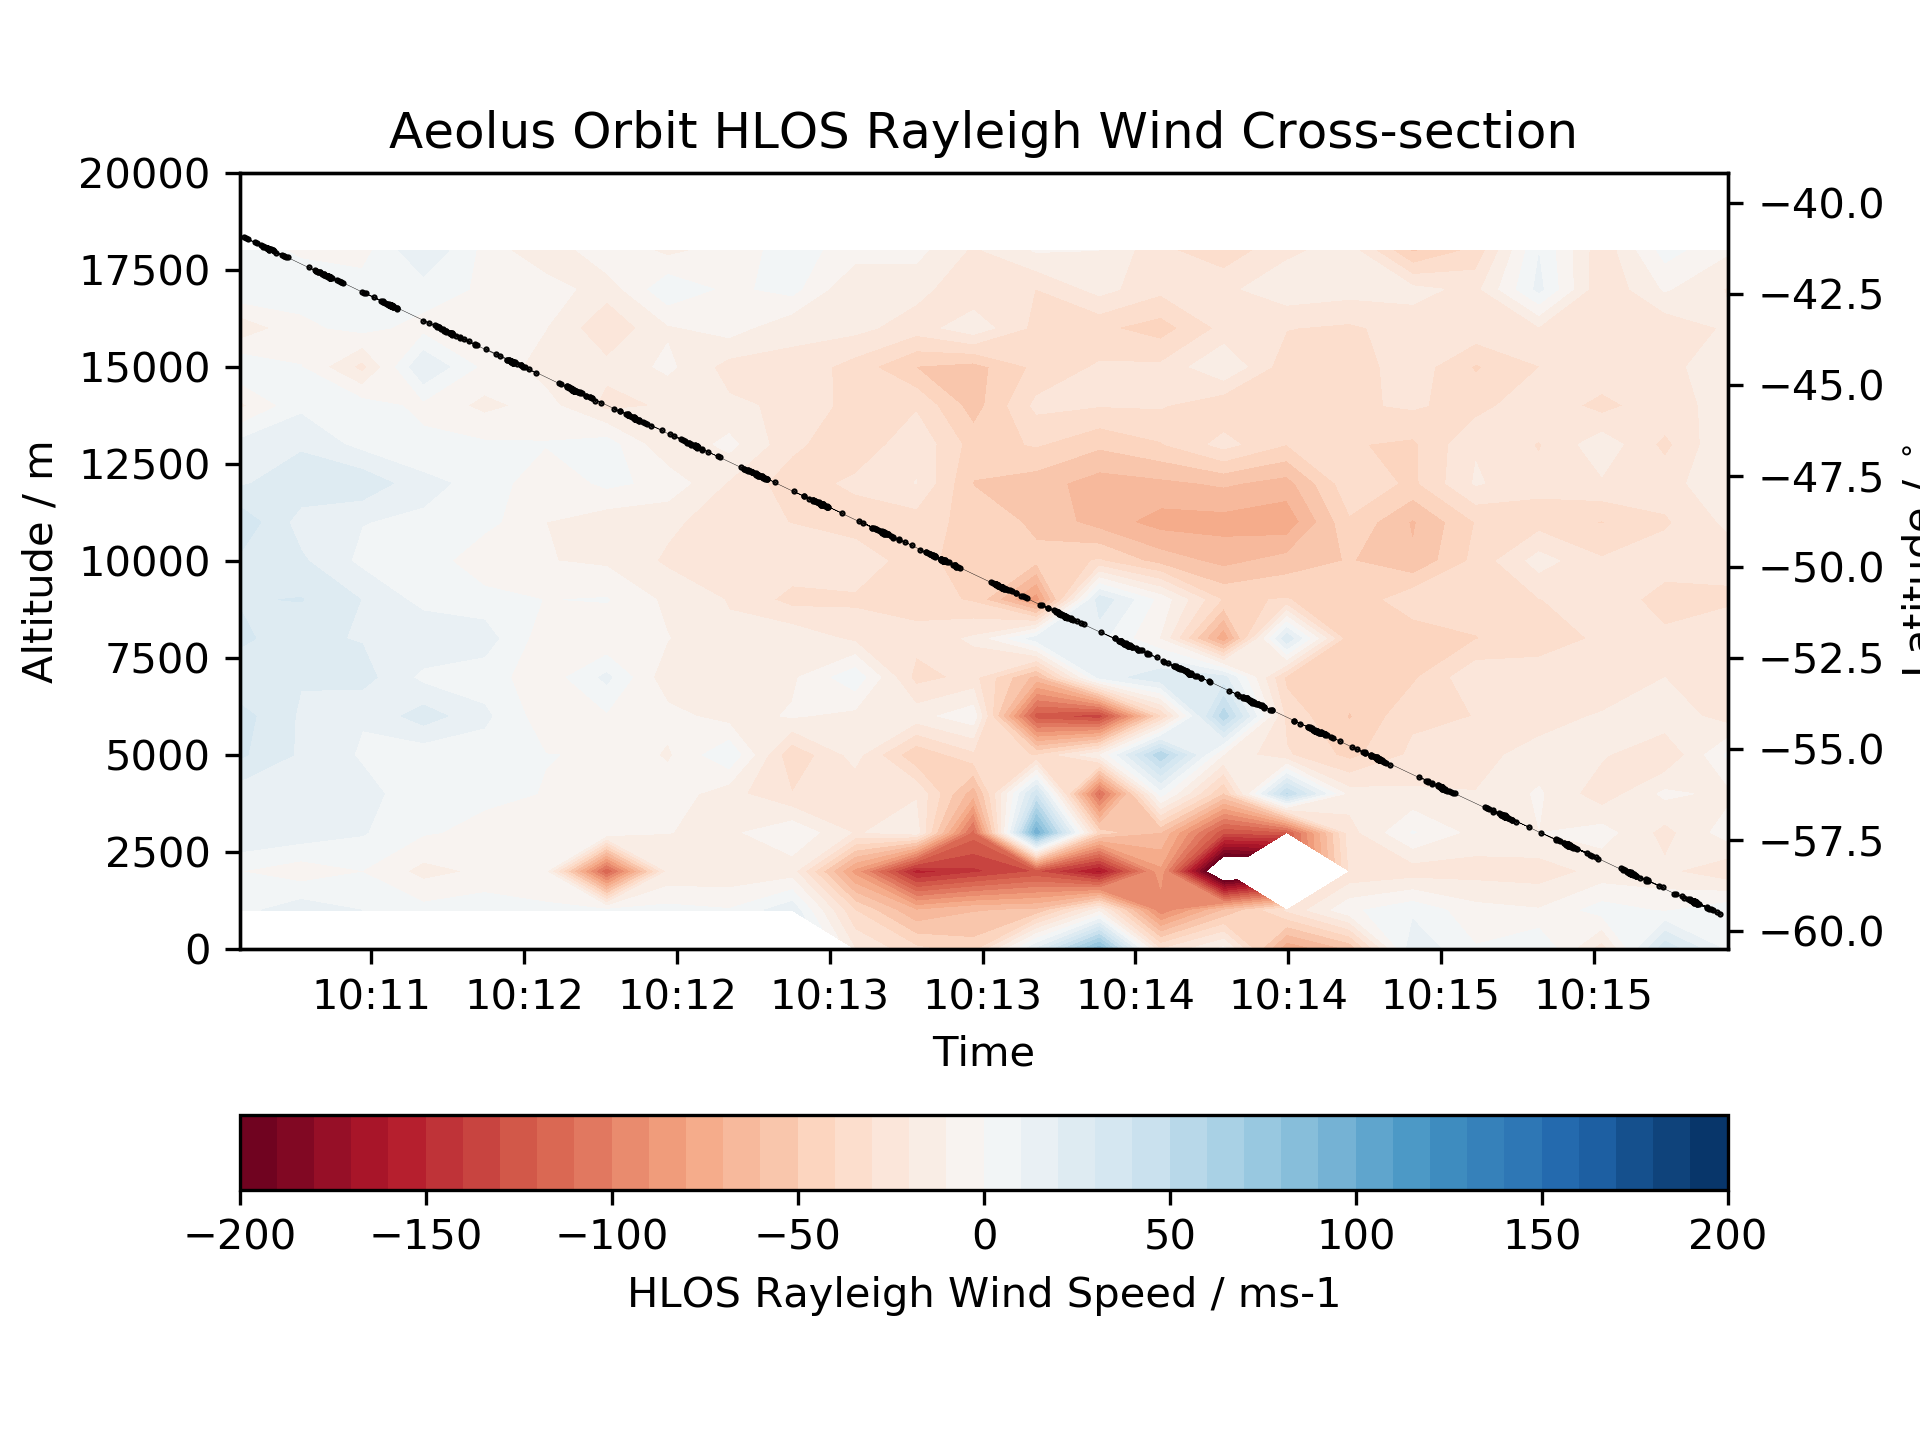 Aeolus Orbit HLOS Rayleigh Wind Cross-section
20000
17500
15000
12500
10000
7500
5000
2500
0
Altitude / m
−40.0
−42.5
−45.0
−47.5
−50.0
−52.5
−55.0
−57.5
−60.0
Latitude / °
10:11 10:12 10:12 10:13 10:13 10:14 10:14 10:15 10:15
Time
−200 −150 −100 −50 0 50 100 150 200
HLOS Rayleigh Wind Speed / ms-1